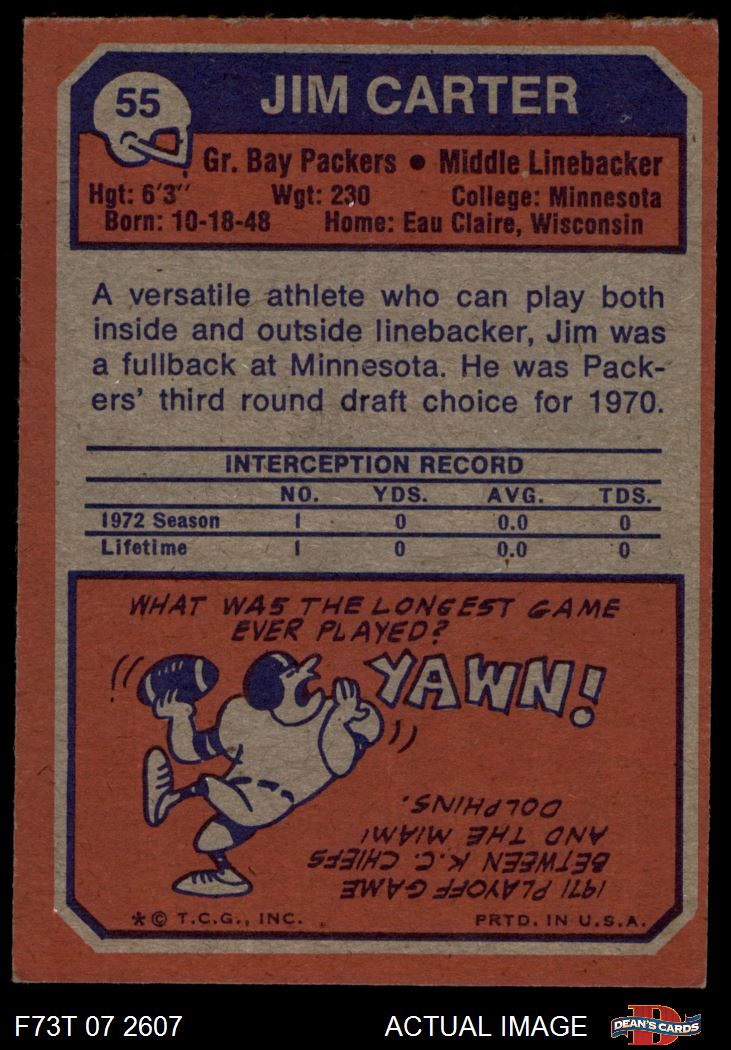 55
JIM CARTER
Gr. Bay Packers • Middle Linebacker
Hgt: 6'3" Wgt: 230 College: Minnesota
Born: 10-18-48 Home: Eau Claire, Wisconsin
A versatile athlete who can play both
inside and outside linebacker, Jim was
a fullback at Minnesota. He was Pack-
ers' third round draft choice for 1970.
INTERCEPTION RECORD
NO. YDS. AVG. TDS.
1972 Season 1 0 0.0 0
Lifetime 1 0 0.0 0
WHAT WAS THE LONGEST GAME
EVER PLAYED?
YAWN!
1971 PLAYOFF GAME
BETWEEN K.C. CHIEFS
AND THE MIAMI
DOLPHINS.
*© T.C.G., INC. PRTD. IN U.S.A.
F73T 07 2607 ACTUAL IMAGE
D
DEAN'S CARDS